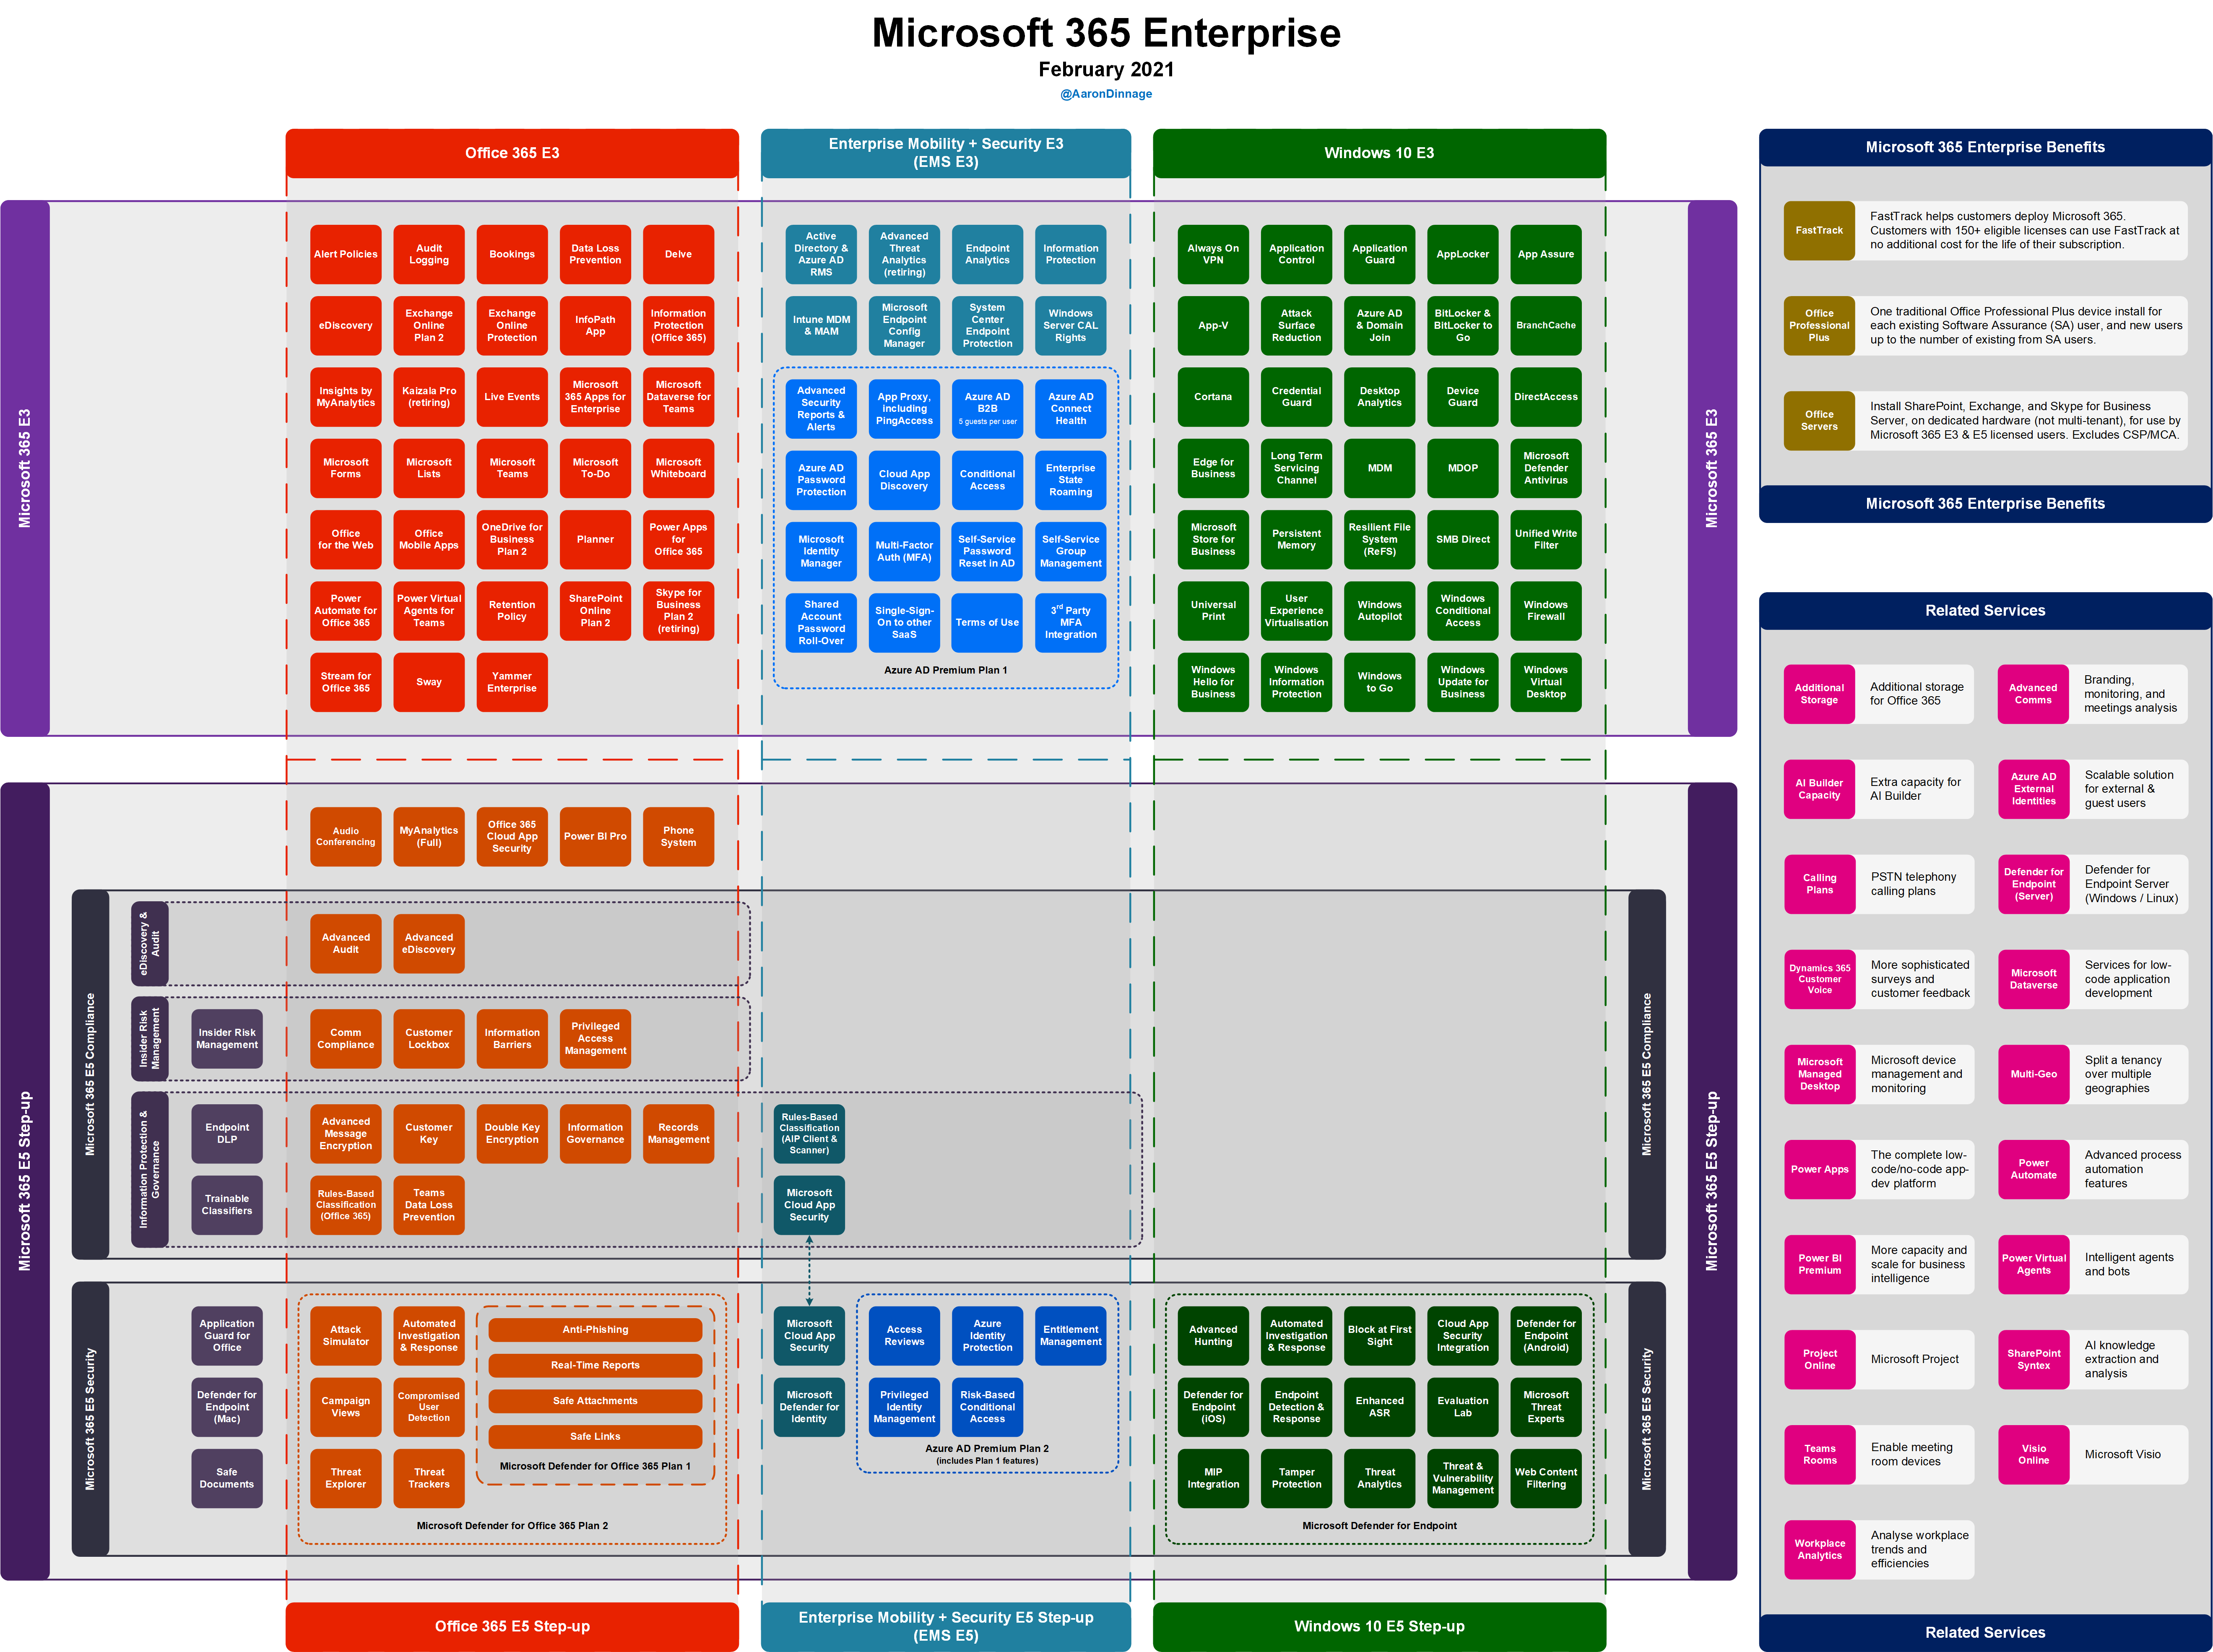 Microsoft 365 Enterprise
February 2021
@AaronDinnage
Office 365 E3
Enterprise Mobility + Security E3
(EMS E3)
Windows 10 E3
Microsoft 365 E3
Alert Policies
Audit
Logging
Bookings
Data Loss
Prevention
Delve
eDiscovery
Exchange
Online
Plan 2
Exchange
Online
Protection
InfoPath
App
Information
Protection
(Office 365)
Insights by
MyAnalytics
Kaizala Pro
(retiring)
Live Events
Microsoft
365 Apps for
Enterprise
Microsoft
Dataverse for
Teams
Microsoft
Forms
Microsoft
Lists
Microsoft
Teams
Microsoft
To-Do
Microsoft
Whiteboard
Office
for the Web
Office
Mobile Apps
OneDrive for
Business
Plan 2
Planner
Power Apps
for
Office 365
Power
Automate for
Office 365
Power Virtual
Agents for
Teams
Retention
Policy
SharePoint
Online
Plan 2
Skype for
Business
Plan 2
(retiring)
Stream for
Office 365
Sway
Yammer
Enterprise
Active
Directory &
Azure AD
RMS
Advanced
Threat
Analytics
(retiring)
Endpoint
Analytics
Information
Protection
Intune MDM
& MAM
Microsoft
Endpoint
Config
Manager
System
Center
Endpoint
Protection
Windows
Server CAL
Rights
Advanced
Security
Reports &
Alerts
App Proxy,
including
PingAccess
Azure AD
B2B
5 guests per user
Azure AD
Connect
Health
Azure AD
Password
Protection
Cloud App
Discovery
Conditional
Access
Enterprise
State
Roaming
Microsoft
Identity
Manager
Multi-Factor
Auth (MFA)
Self-Service
Password
Reset in AD
Self-Service
Group
Management
Shared
Account
Password
Roll-Over
Single-Sign-
On to other
SaaS
Terms of Use
3rd Party
MFA
Integration
Azure AD Premium Plan 1
Always On
VPN
Application
Control
Application
Guard
AppLocker
App Assure
App-V
Attack
Surface
Reduction
Azure AD
& Domain
Join
BitLocker &
BitLocker to
Go
BranchCache
Cortana
Credential
Guard
Desktop
Analytics
Device
Guard
DirectAccess
Edge for
Business
Long Term
Servicing
Channel
MDM
MDOP
Microsoft
Defender
Antivirus
Microsoft
Store for
Business
Persistent
Memory
Resilient File
System
(ReFS)
SMB Direct
Unified Write
Filter
Universal
Print
User
Experience
Virtualisation
Windows
Autopilot
Windows
Conditional
Access
Windows
Firewall
Windows
Hello for
Business
Windows
Information
Protection
Windows
to Go
Windows
Update for
Business
Windows
Virtual
Desktop
Microsoft 365 E3
Microsoft 365 E5 Step-up
Audio
Conferencing
MyAnalytics
(Full)
Office 365
Cloud App
Security
Power BI Pro
Phone
System
Microsoft 365 E5 Compliance
eDiscovery &
Audit
Advanced
Audit
Advanced
eDiscovery
Insider Risk
Management
Insider Risk
Management
Comm
Compliance
Customer
Lockbox
Information
Barriers
Privileged
Access
Management
Information Protection &
Governance
Endpoint
DLP
Advanced
Message
Encryption
Customer
Key
Double Key
Encryption
Information
Governance
Records
Management
Rules-Based
Classification
(AIP Client &
Scanner)
Trainable
Classifiers
Rules-Based
Classification
(Office 365)
Teams
Data Loss
Prevention
Microsoft
Cloud App
Security
Microsoft 365 E5 Compliance
Microsoft 365 E5 Security
Application
Guard for
Office
Defender for
Endpoint
(Mac)
Safe
Documents
Attack
Simulator
Automated
Investigation
& Response
Campaign
Views
Compromised
User
Detection
Threat
Explorer
Threat
Trackers
Anti-Phishing
Real-Time Reports
Safe Attachments
Safe Links
Microsoft Defender for Office 365 Plan 1
Microsoft Defender for Office 365 Plan 2
Microsoft
Cloud App
Security
Microsoft
Defender for
Identity
Access
Reviews
Azure
Identity
Protection
Entitlement
Management
Privileged
Identity
Management
Risk-Based
Conditional
Access
Azure AD Premium Plan 2
(includes Plan 1 features)
Advanced
Hunting
Automated
Investigation
& Response
Block at First
Sight
Cloud App
Security
Integration
Defender for
Endpoint
(Android)
Defender for
Endpoint
(iOS)
Endpoint
Detection &
Response
Enhanced
ASR
Evaluation
Lab
Microsoft
Threat
Experts
MIP
Integration
Tamper
Protection
Threat
Analytics
Threat &
Vulnerability
Management
Web Content
Filtering
Microsoft Defender for Endpoint
Microsoft 365 E5 Security
Microsoft 365 E5 Step-up
Office 365 E5 Step-up
Enterprise Mobility + Security E5 Step-up
(EMS E5)
Windows 10 E5 Step-up
Microsoft 365 Enterprise Benefits
FastTrack
FastTrack helps customers deploy Microsoft 365.
Customers with 150+ eligible licenses can use FastTrack at
no additional cost for the life of their subscription.
Office
Professional
Plus
One traditional Office Professional Plus device install for
each existing Software Assurance (SA) user, and new users
up to the number of existing from SA users.
Office
Servers
Install SharePoint, Exchange, and Skype for Business
Server, on dedicated hardware (not multi-tenant), for use by
Microsoft 365 E3 & E5 licensed users. Excludes CSP/MCA.
Microsoft 365 Enterprise Benefits
Related Services
Additional
Storage
Additional storage
for Office 365
Advanced
Comms
Branding,
monitoring, and
meetings analysis
AI Builder
Capacity
Extra capacity for
AI Builder
Azure AD
External
Identities
Scalable solution
for external &
guest users
Calling
Plans
PSTN telephony
calling plans
Defender for
Endpoint
(Server)
Defender for
Endpoint Server
(Windows / Linux)
Dynamics 365
Customer
Voice
More sophisticated
surveys and
customer feedback
Microsoft
Dataverse
Services for low-
code application
development
Microsoft
Managed
Desktop
Microsoft device
management and
monitoring
Multi-Geo
Split a tenancy
over multiple
geographies
Power Apps
The complete low-
code/no-code app-
dev platform
Power
Automate
Advanced process
automation
features
Power BI
Premium
More capacity and
scale for business
intelligence
Power Virtual
Agents
Intelligent agents
and bots
Project
Online
Microsoft Project
SharePoint
Syntex
AI knowledge
extraction and
analysis
Teams
Rooms
Enable meeting
room devices
Visio
Online
Microsoft Visio
Workplace
Analytics
Analyse workplace
trends and
efficiencies
Related Services